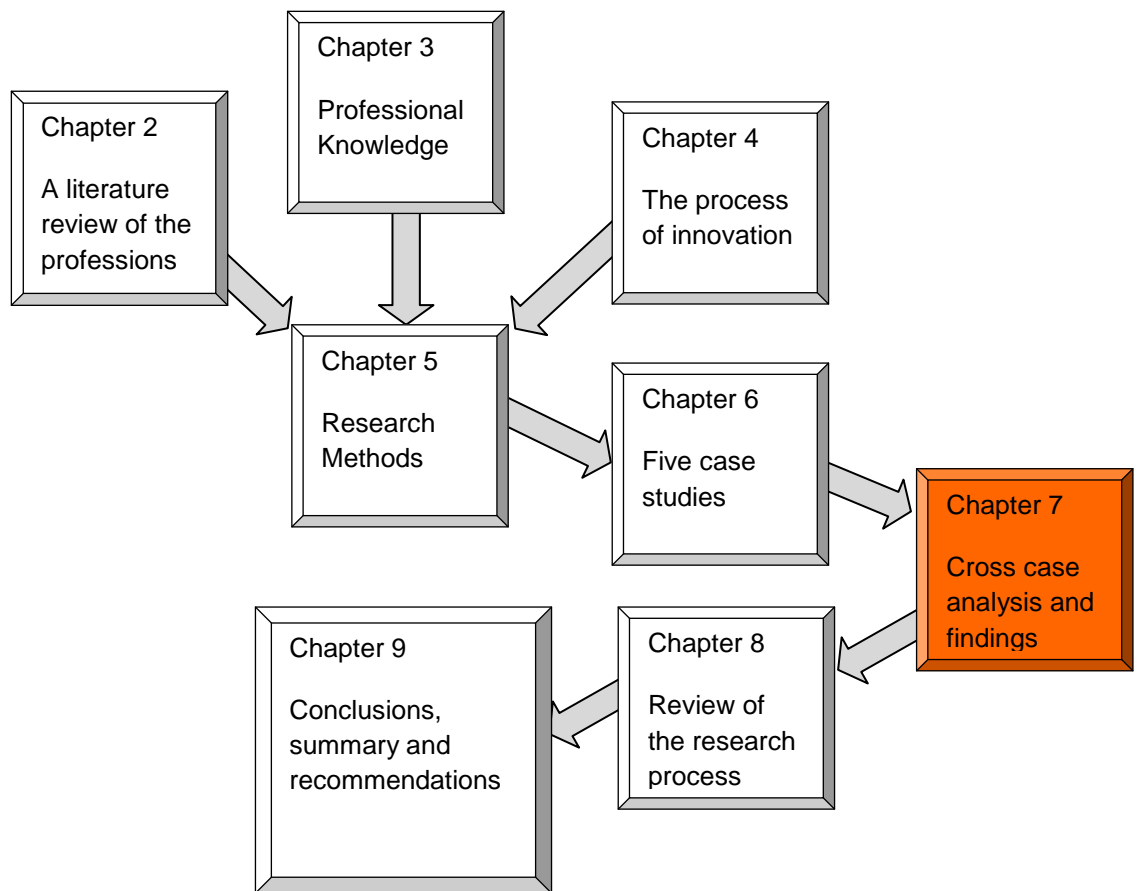 Chapter 2
A literature
review of the
professions
Chapter 3
Professional
Knowledge
Chapter 4
The process
of innovation
Chapter 5
Research
Methods
Chapter 6
Five case
studies
Chapter 7
Cross case
analysis and
findings
Chapter 8
Review of
the research
process
Chapter 9
Conclusions,
summary and
recommendations